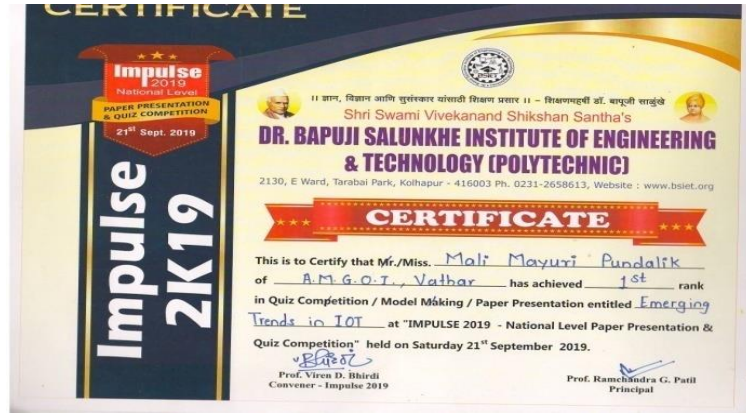 CERTIFICATE
Impulse
2019
National Level
PAPER PRESENTATION
& QUIZ COMPETITION
21st Sept. 2019
Impulse
2K19
BSIET
।। ज्ञान, विज्ञान आणि सुसंस्कार यांसाठी शिक्षण प्रसार ।। - शिक्षणमहर्षी डॉ. बापूजी साळुंखे
Shri Swami Vivekanand Shikshan Santha's
DR. BAPUJI SALUNKHE INSTITUTE OF ENGINEERING
& TECHNOLOGY (POLYTECHNIC)
2130, E Ward, Tarabai Park, Kolhapur - 416003 Ph. 0231-2658613, Website : www.bsiet.org
CERTIFICATE
This is to Certify that Mr./Miss. Mali Mayuri Pundalik
of A.M.G.O.I., Vathar has achieved 1st rank
in Quiz Competition / Model Making / Paper Presentation entitled Emerging
Trends in IOT at "IMPULSE 2019 - National Level Paper Presentation &
Quiz Competition" held on Saturday 21st September 2019.
Prof. Viren D. Bhirdi
Convener - Impulse 2019
Prof. Ramchandra G. Patil
Principal